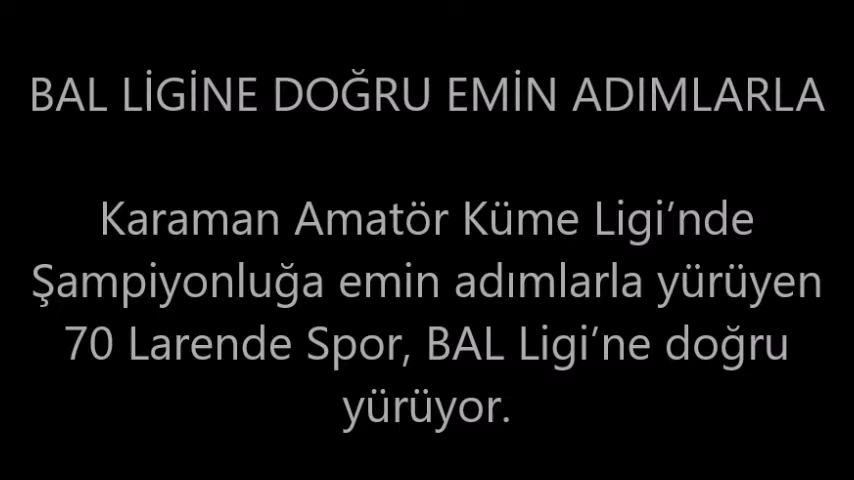 BAL LİGİNE DOĞRU EMİN ADIMLARLA
Karaman Amatör Küme Ligi’nde
Şampiyonluğa emin adımlarla yürüyen
70 Larende Spor, BAL Ligi’ne doğru
yürüyor.